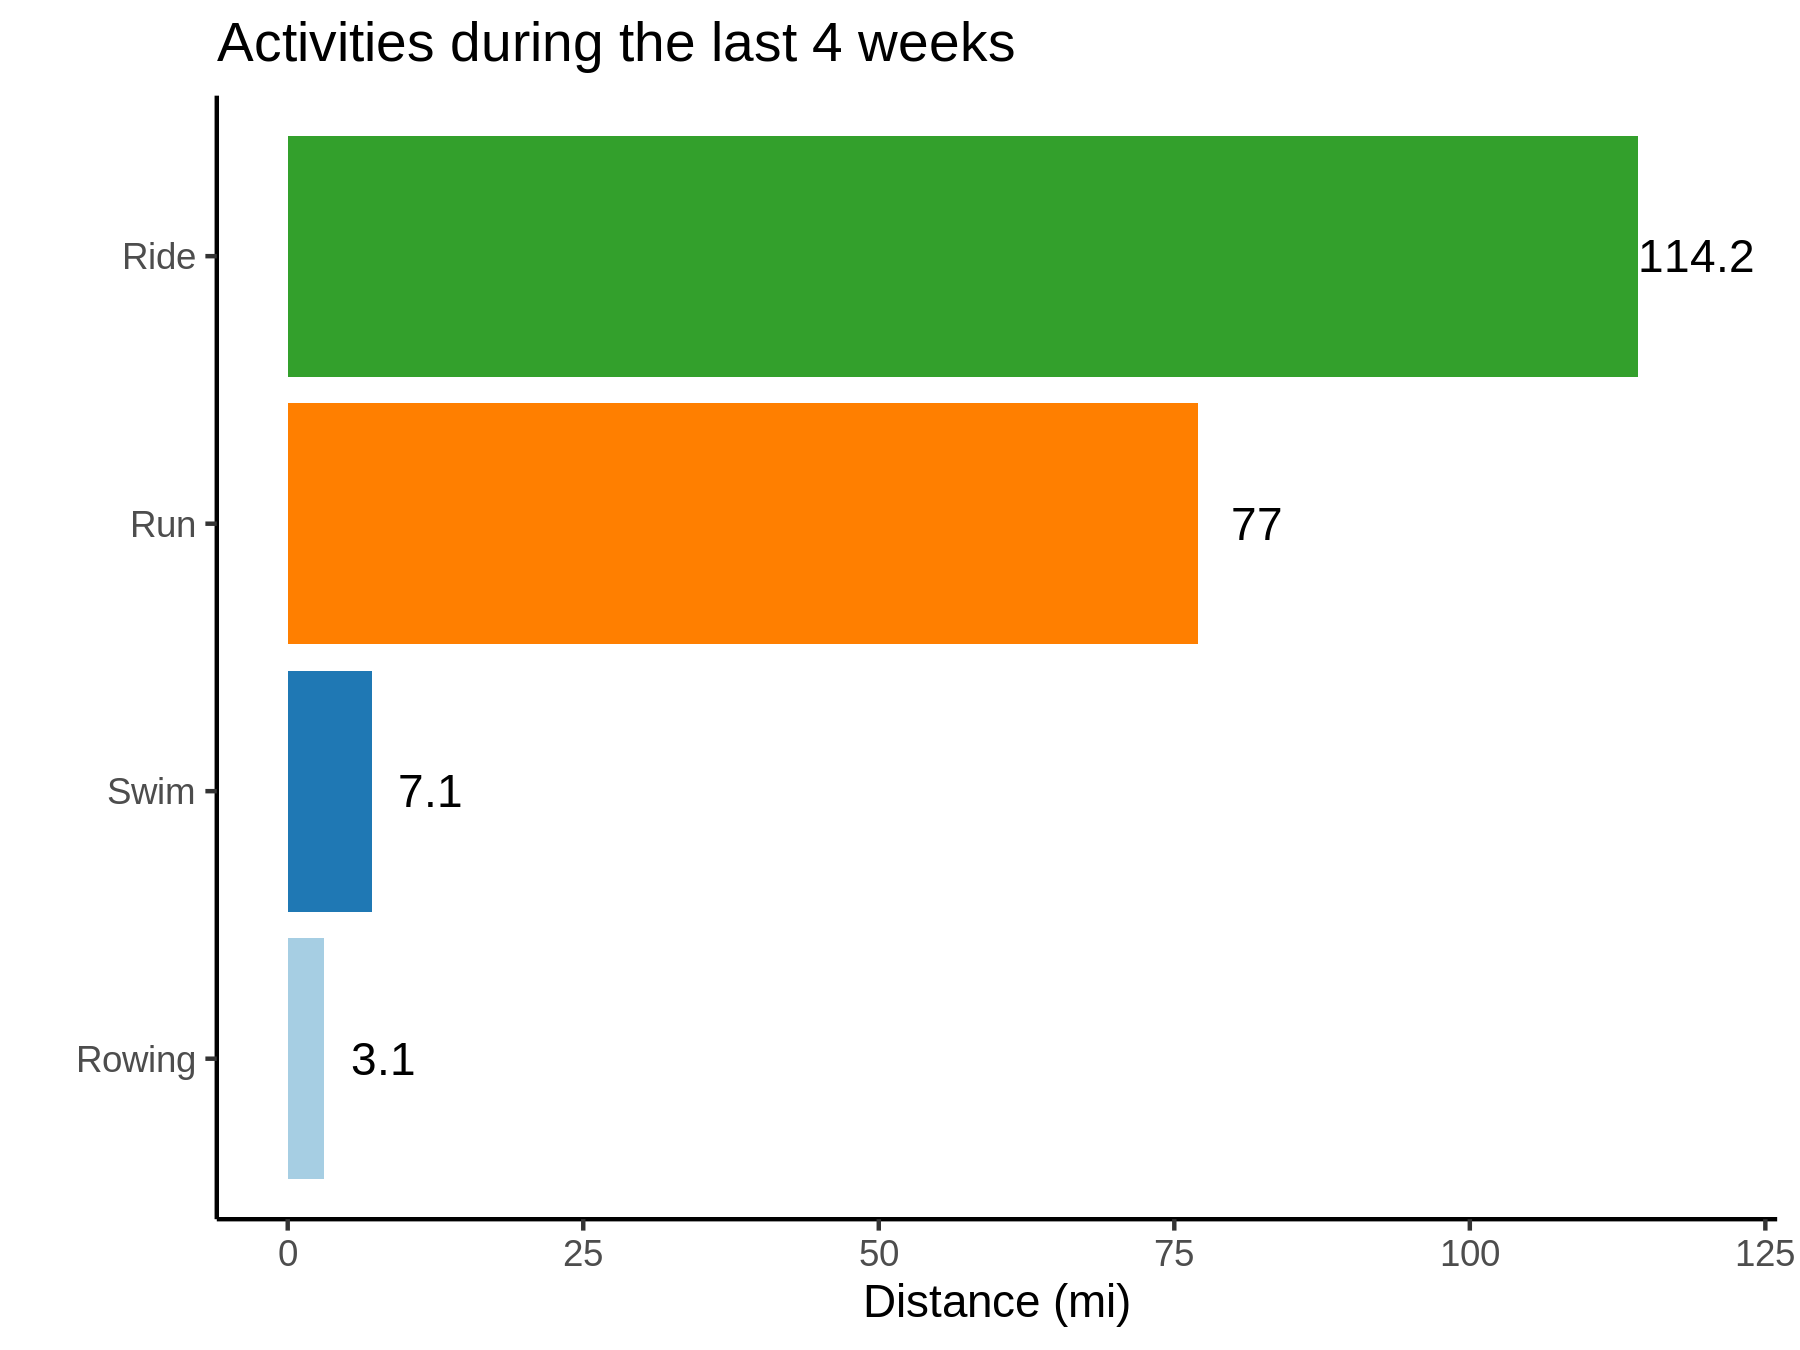 Activities during the last 4 weeks
Ride
114.2
Run
77
Swim
7.1
Rowing
3.1
0 25 50 75 100 125
Distance (mi)